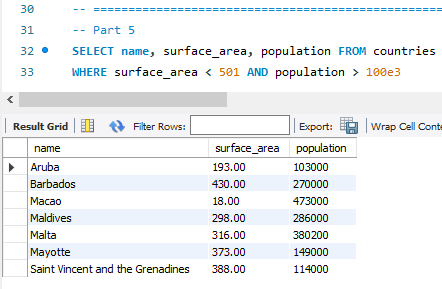 30 -- ==================================================
31 -- Part 5
32 SELECT name, surface_area, population FROM countries
33 WHERE surface_area < 501 AND population > 100e3
Result Grid Filter Rows: Export: Wrap Cell Conte
name surface_area population
Aruba 193.00 103000
Barbados 430.00 270000
Macao 18.00 473000
Maldives 298.00 286000
Malta 316.00 380200
Mayotte 373.00 149000
Saint Vincent and the Grenadines 388.00 114000